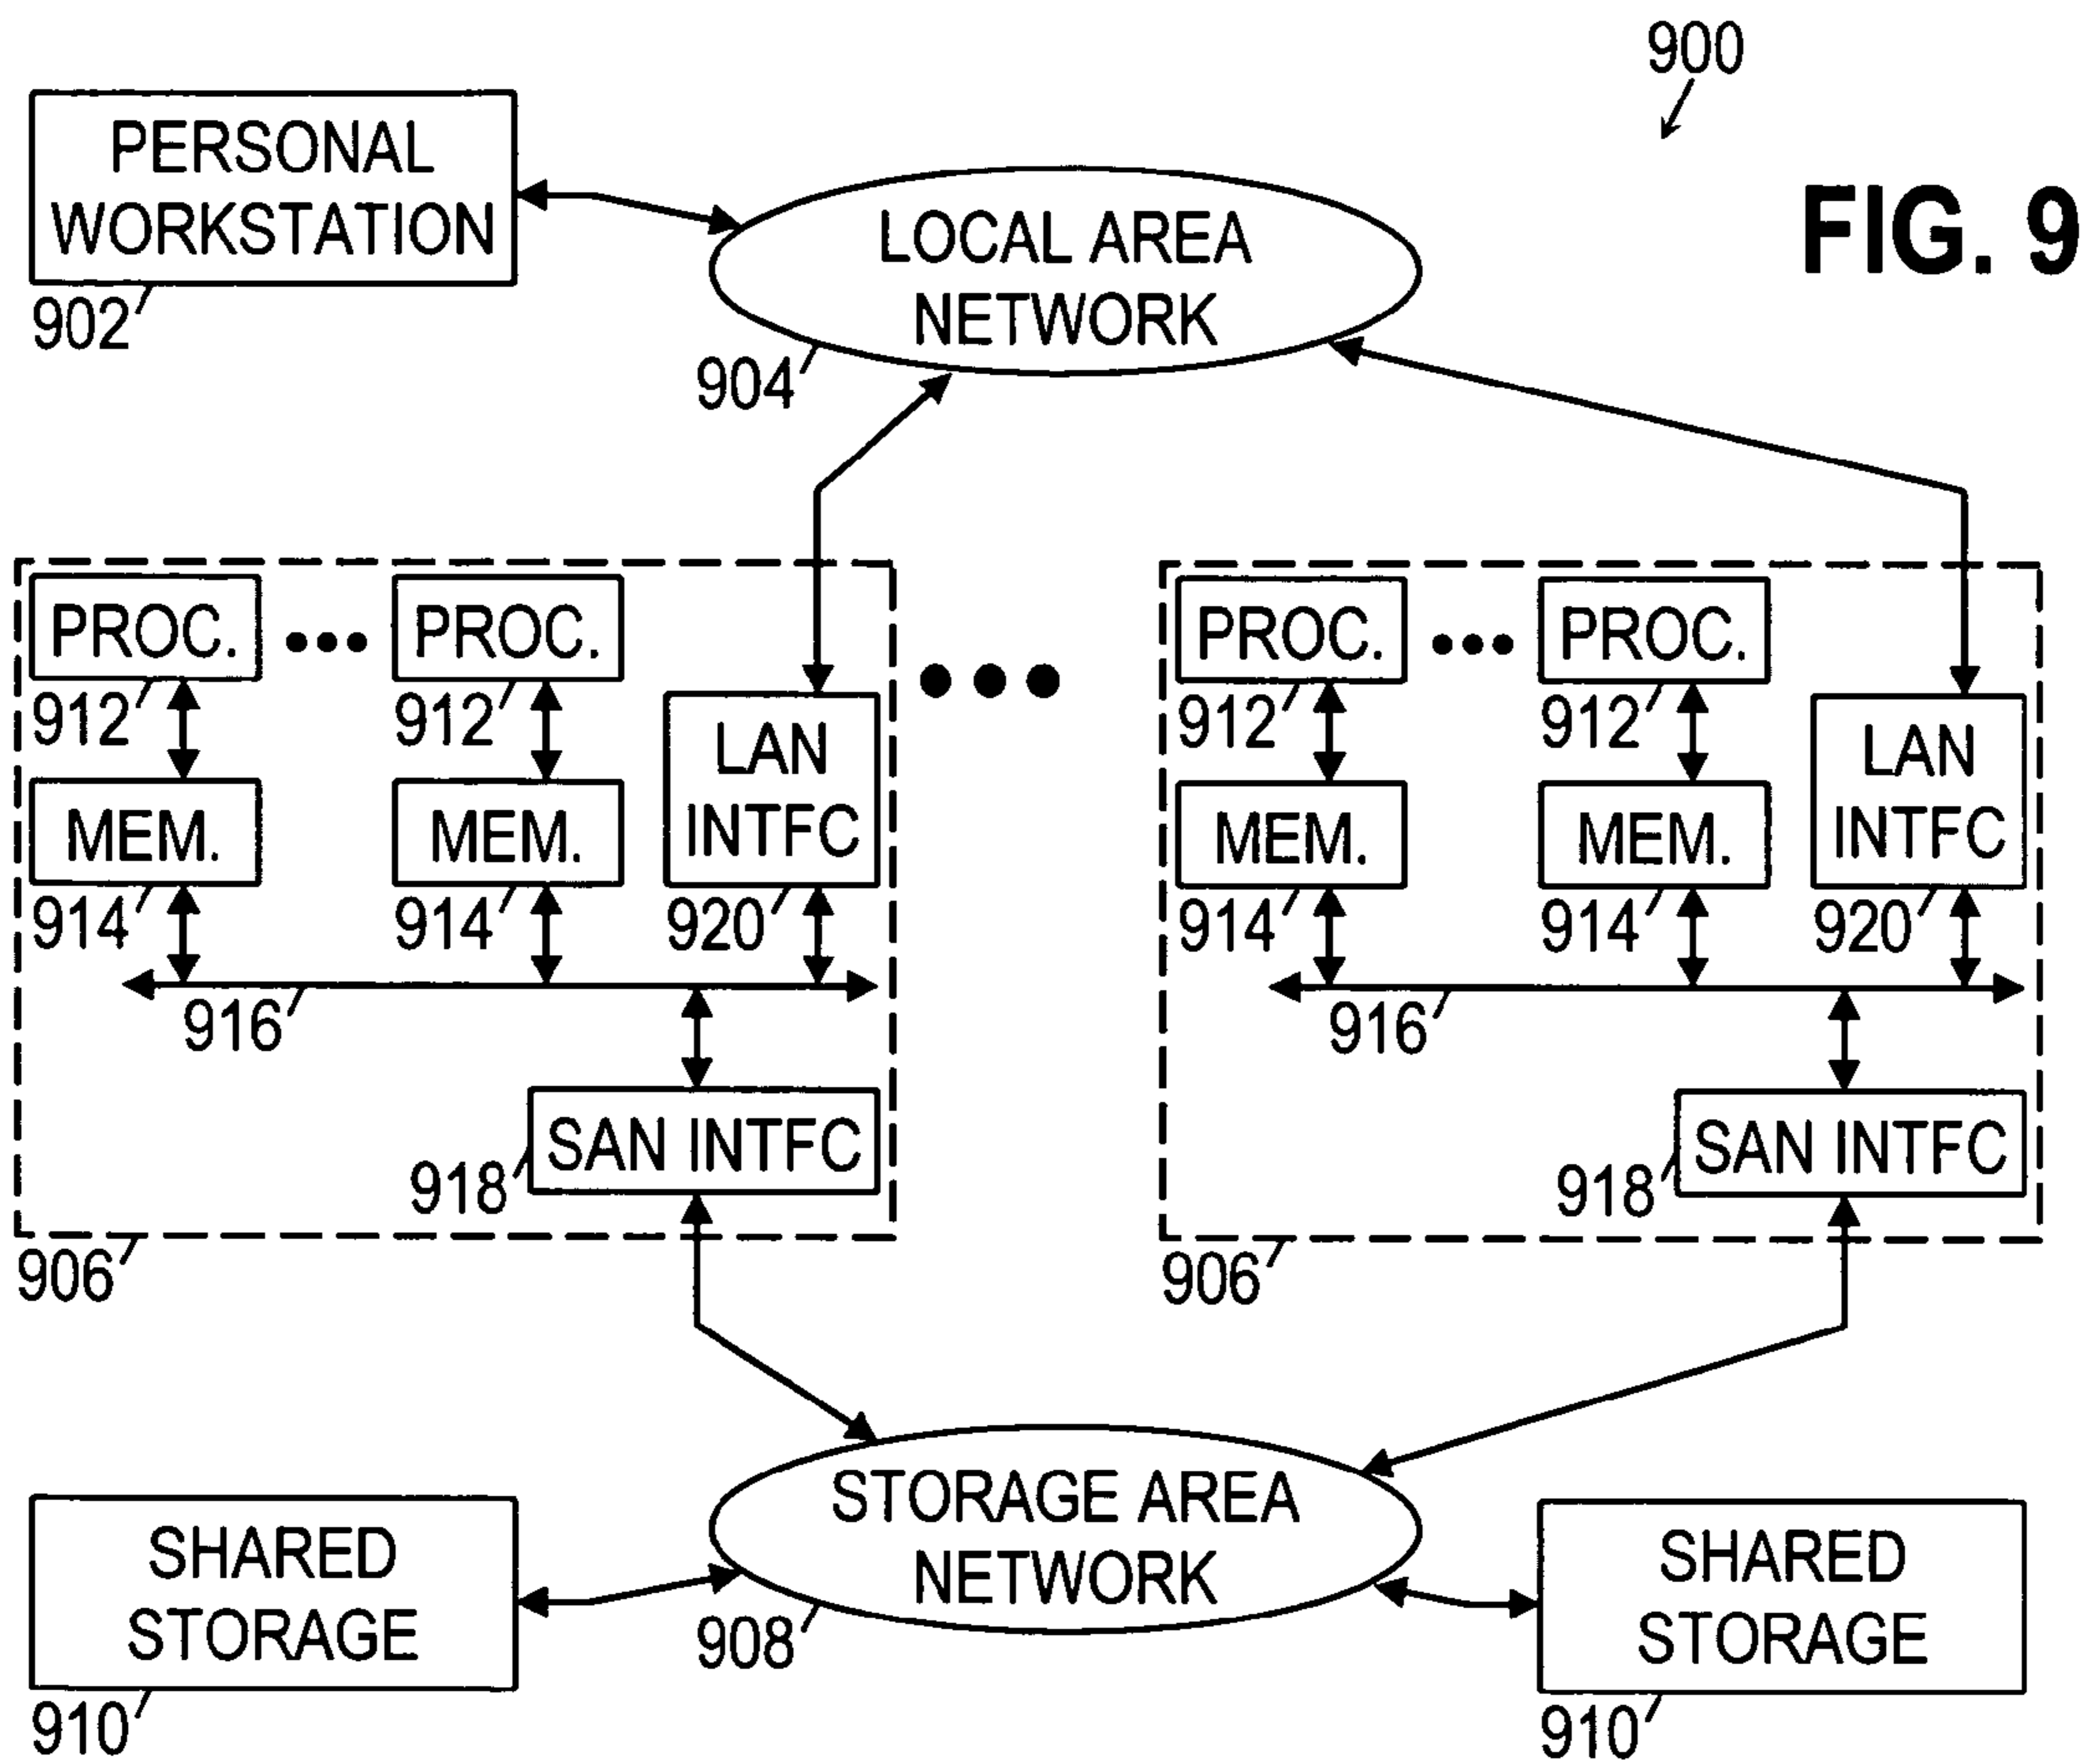 900
FIG. 9
PERSONAL
WORKSTATION
902
LOCAL AREA
NETWORK
904
PROC.
PROC.
912
912
MEM.
MEM.
914
914
LAN
INTFC
920
916
SAN INTFC
918
906
PROC.
PROC.
912
912
MEM.
MEM.
914
914
LAN
INTFC
920
916
SAN INTFC
918
906
STORAGE AREA
NETWORK
908
SHARED
STORAGE
910
SHARED
STORAGE
910